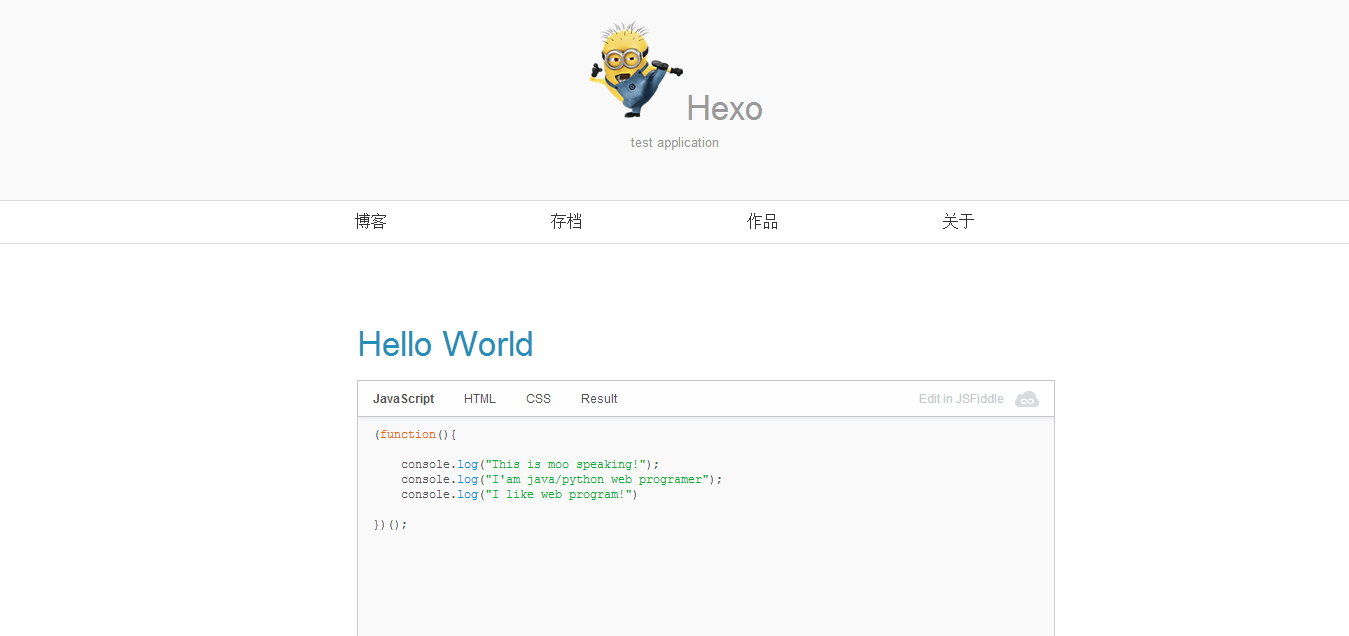 Hexo
test application
博客 存档 作品 关于
Hello World
JavaScript HTML CSS Result Edit in JSFiddle
(function(){
console.log("This is moo speaking!");
console.log("I'am java/python web programer");
console.log("I like web program!")
})();